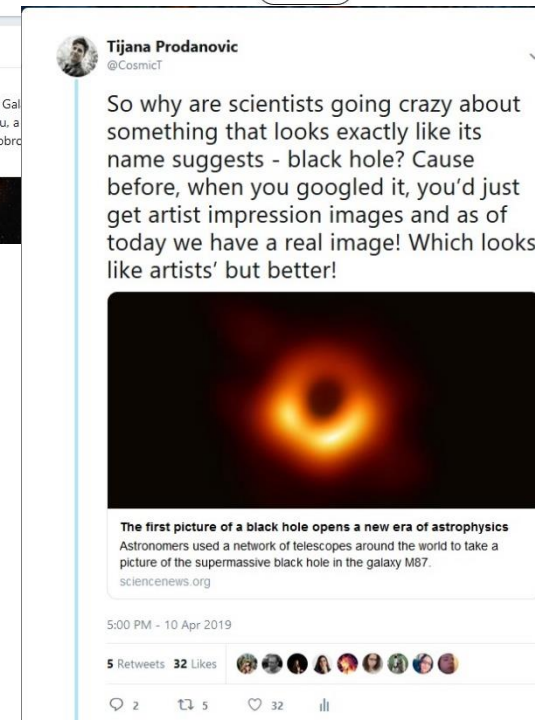 Gal
u, a
obro
Tijana Prodanovic
@CosmicT
So why are scientists going crazy about
something that looks exactly like its
name suggests - black hole? Cause
before, when you googled it, you'd just
get artist impression images and as of
today we have a real image! Which looks
like artists' but better!
The first picture of a black hole opens a new era of astrophysics
Astronomers used a network of telescopes around the world to take a
picture of the supermassive black hole in the galaxy M87.
sciencenews.org
5:00 PM - 10 Apr 2019
5 Retweets 32 Likes
2 5 32